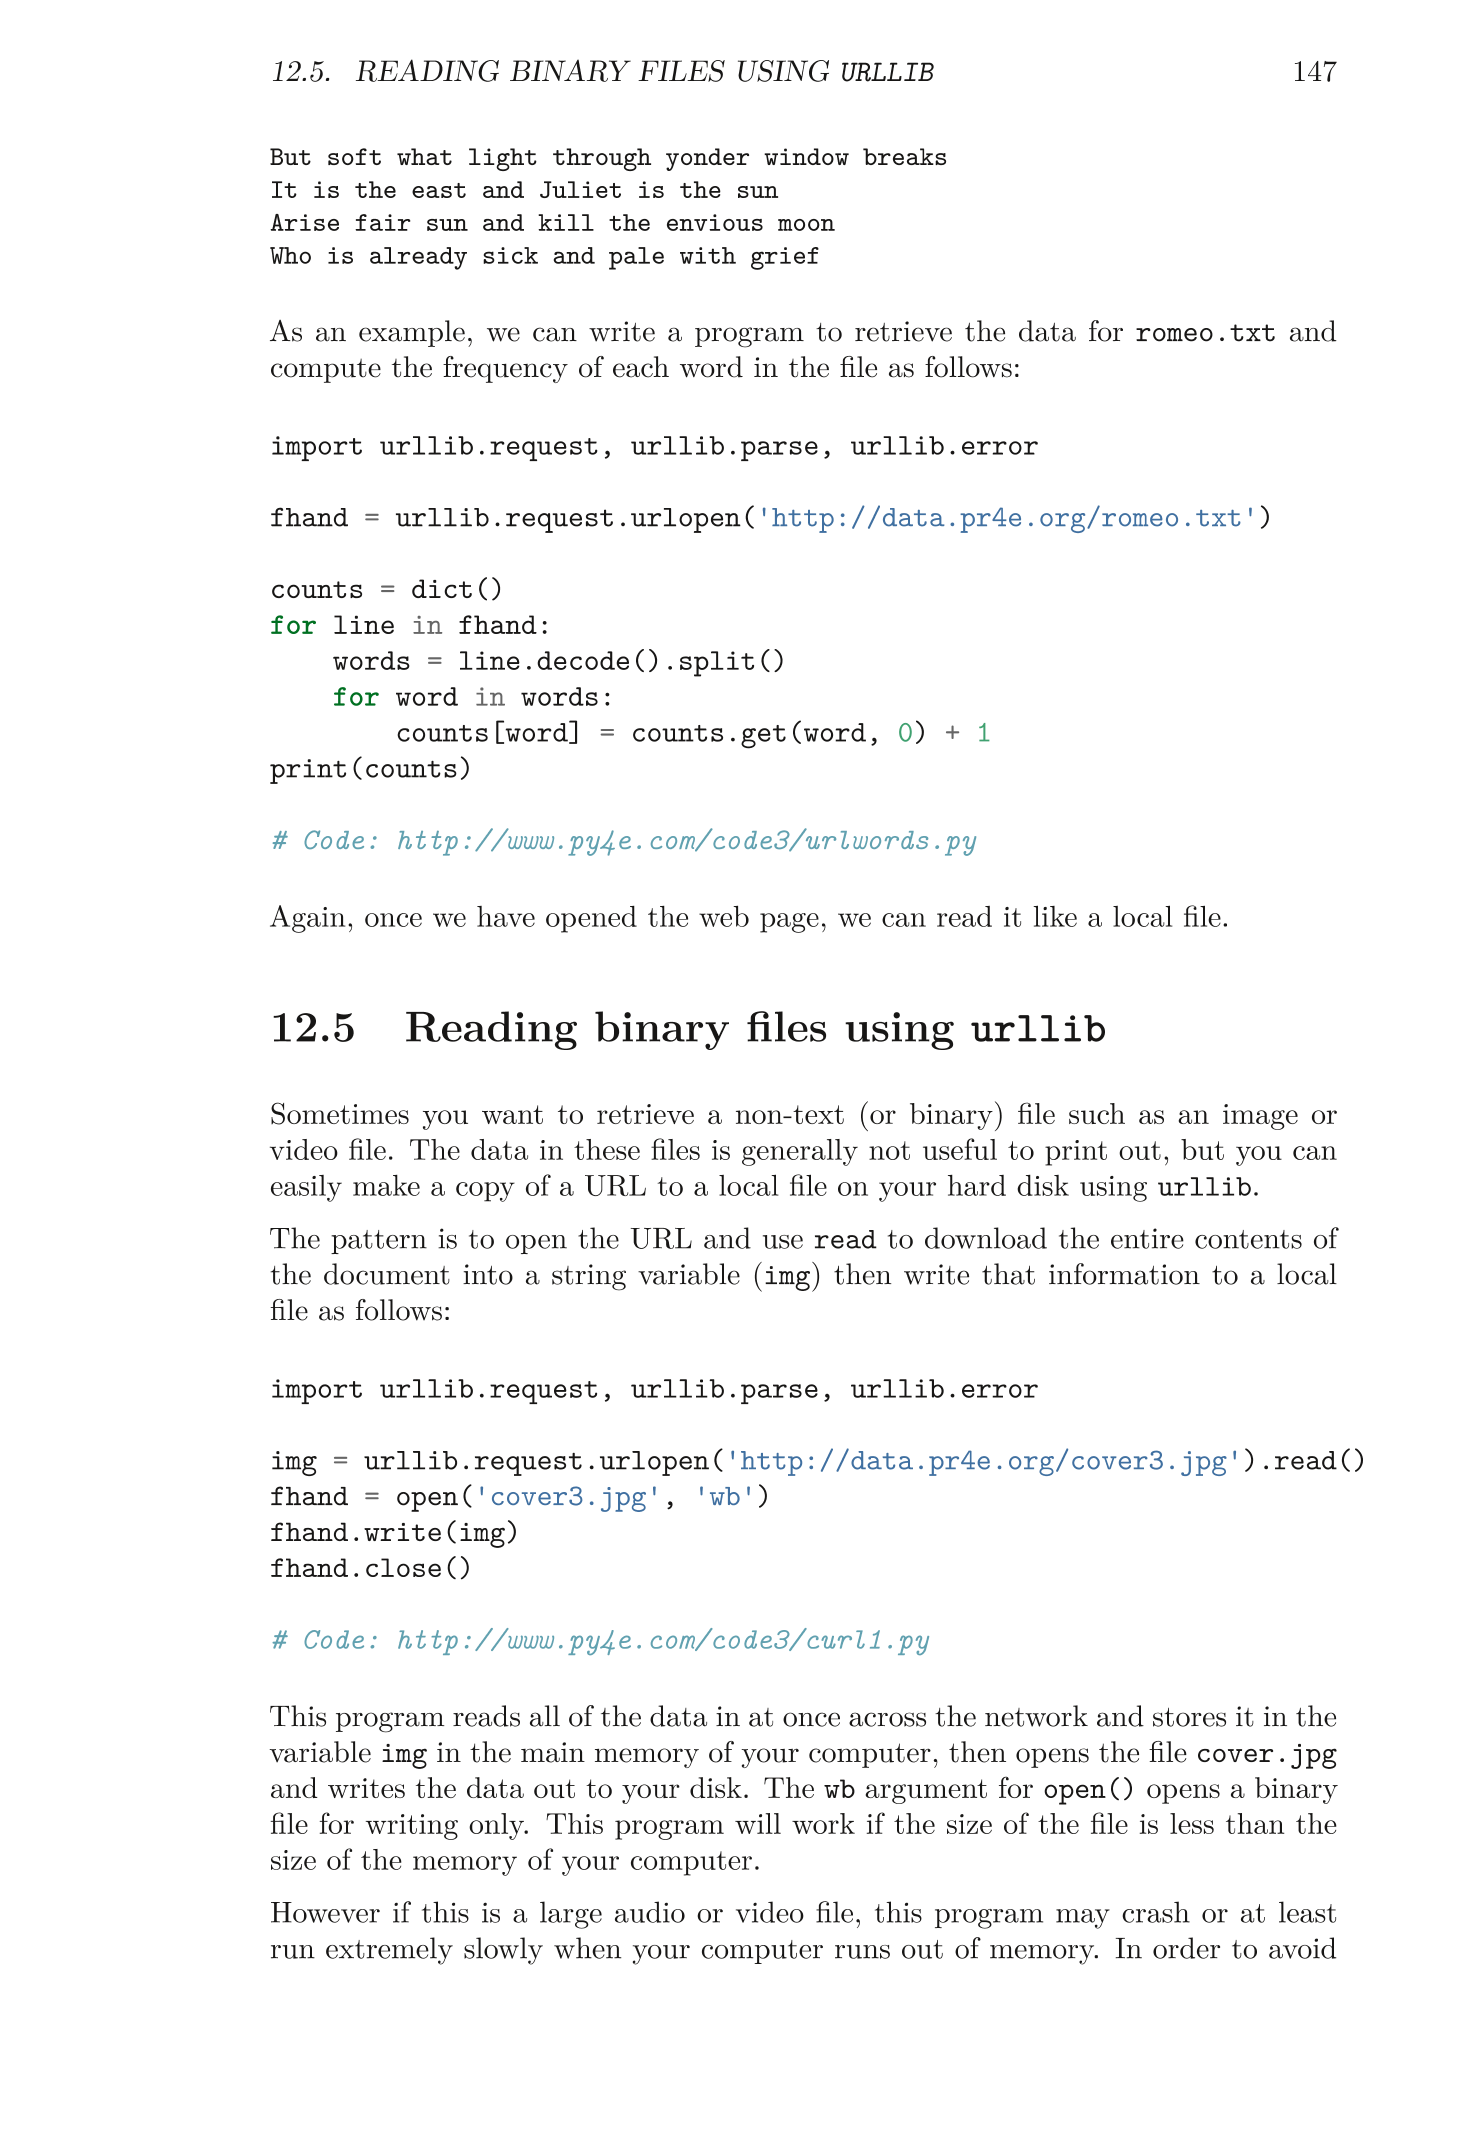 12.5. READING BINARY FILES USING URLLIB 147
But soft what light through yonder window breaks
It is the east and Juliet is the sun
Arise fair sun and kill the envious moon
Who is already sick and pale with grief
As an example, we can write a program to retrieve the data for romeo.txt and
compute the frequency of each word in the file as follows:
import urllib.request, urllib.parse, urllib.error
fhand = urllib.request.urlopen('http://data.pr4e.org/romeo.txt')
counts = dict()
for line in fhand:
    words = line.decode().split()
    for word in words:
        counts[word] = counts.get(word, 0) + 1
print(counts)
# Code: http://www.py4e.com/code3/urlwords.py
Again, once we have opened the web page, we can read it like a local file.
12.5 Reading binary files using urllib
Sometimes you want to retrieve a non-text (or binary) file such as an image or
video file. The data in these files is generally not useful to print out, but you can
easily make a copy of a URL to a local file on your hard disk using urllib.
The pattern is to open the URL and use read to download the entire contents of
the document into a string variable (img) then write that information to a local
file as follows:
import urllib.request, urllib.parse, urllib.error
img = urllib.request.urlopen('http://data.pr4e.org/cover3.jpg').read()
fhand = open('cover3.jpg', 'wb')
fhand.write(img)
fhand.close()
# Code: http://www.py4e.com/code3/curl1.py
This program reads all of the data in at once across the network and stores it in the
variable img in the main memory of your computer, then opens the file cover.jpg
and writes the data out to your disk. The wb argument for open() opens a binary
file for writing only. This program will work if the size of the file is less than the
size of the memory of your computer.
However if this is a large audio or video file, this program may crash or at least
run extremely slowly when your computer runs out of memory. In order to avoid